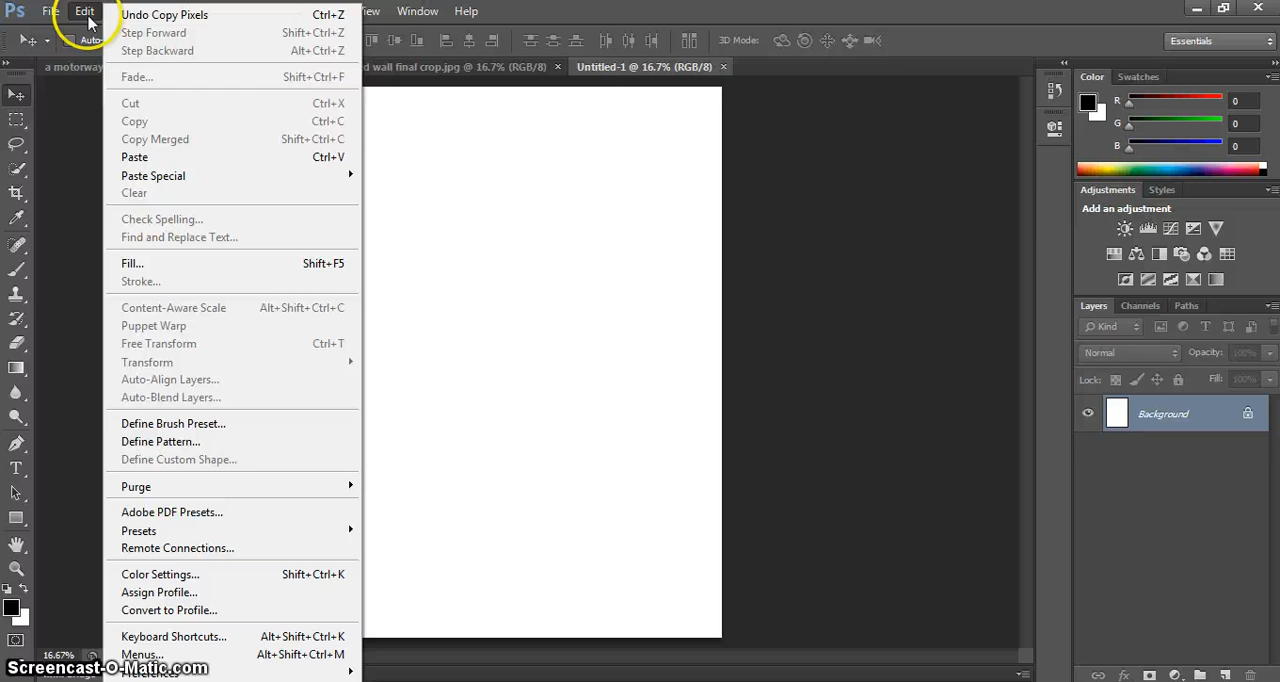 Ps File Edit View Window Help
Undo Copy Pixels Ctrl+Z
Step Forward Shift+Ctrl+Z
Step Backward Alt+Ctrl+Z
Fade... Shift+Ctrl+F
Cut Ctrl+X
Copy Ctrl+C
Copy Merged Shift+Ctrl+C
Paste Ctrl+V
Paste Special
Clear
Check Spelling...
Find and Replace Text...
Fill... Shift+F5
Stroke...
Content-Aware Scale Alt+Shift+Ctrl+C
Puppet Warp
Free Transform Ctrl+T
Transform
Auto-Align Layers...
Auto-Blend Layers...
Define Brush Preset...
Define Pattern...
Define Custom Shape...
Purge
Adobe PDF Presets...
Presets
Remote Connections...
Color Settings... Shift+Ctrl+K
Assign Profile...
Convert to Profile...
Keyboard Shortcuts... Alt+Shift+Ctrl+K
Menus... Alt+Shift+Ctrl+M
Preferences
Auto-
3D Mode:
Essentials
a motorway
wall final crop.jpg @ 16.7% (RGB/8) ×
Untitled-1 @ 16.7% (RGB/8) ×
Color Swatches
R 0
G 0
B 0
Adjustments Styles
Add an adjustment
Layers Channels Paths
Kind
Normal Opacity: 100%
Lock: Fill: 100%
Background
16.67%
Screencast-O-Matic.com